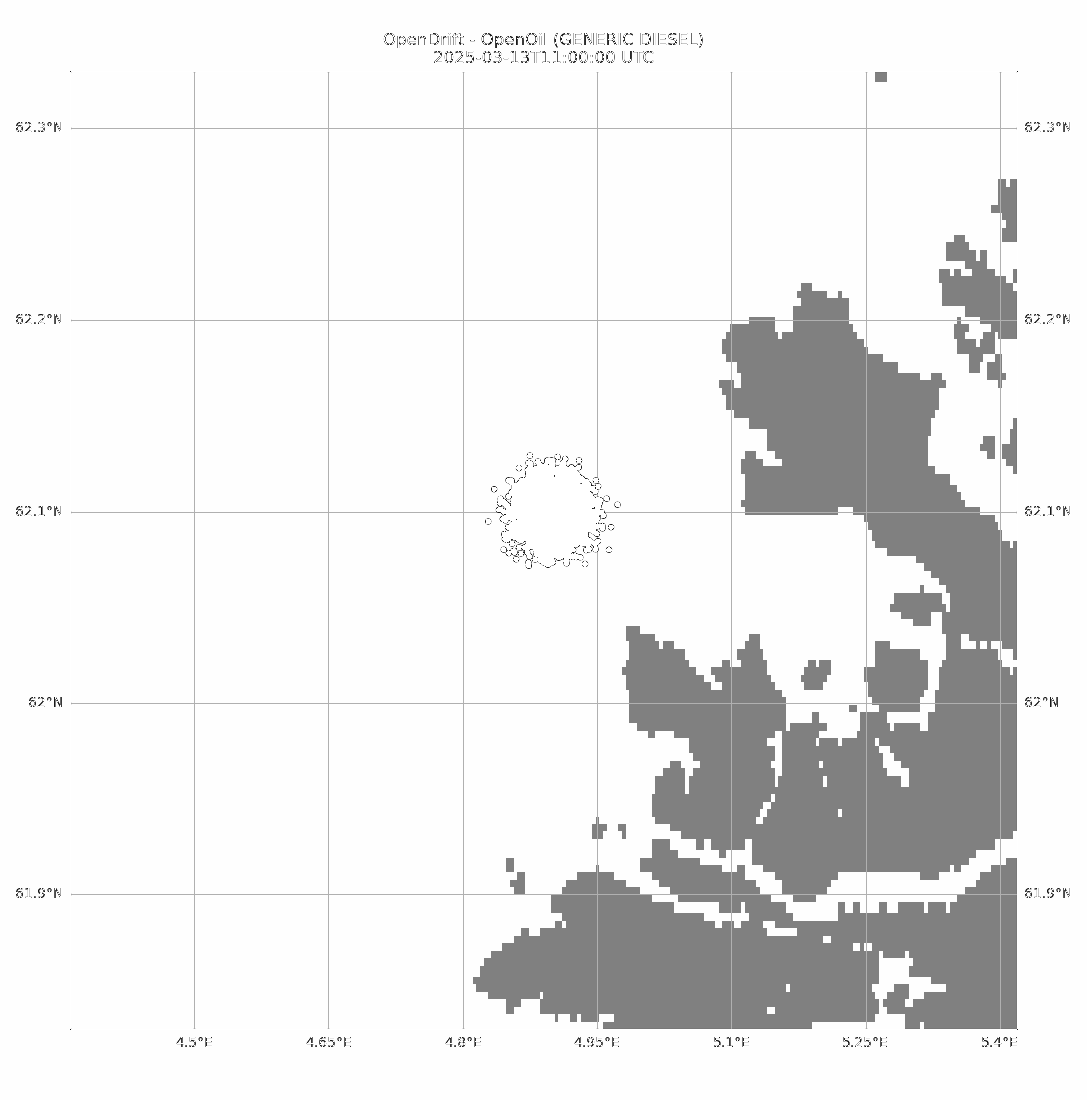 OpenDrift - OpenOil (GENERIC DIESEL)
2025-03-13T11:00:00 UTC
62.3°N 62.3°N
62.2°N 62.2°N
62.1°N 62.1°N
62°N 62°N
61.9°N 61.9°N
4.5°E 4.65°E 4.8°E 4.95°E 5.1°E 5.25°E 5.4°E